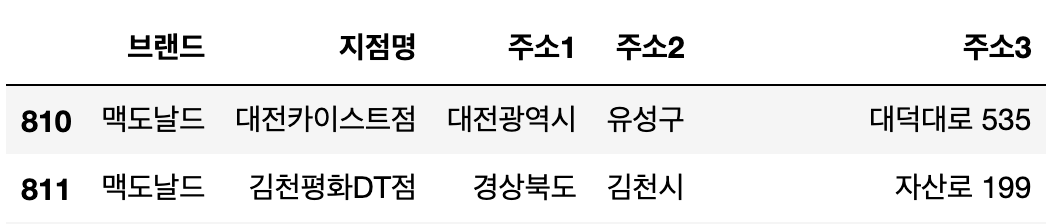 브랜드 지점명 주소1 주소2 주소3
810 맥도날드 대전카이스트점 대전광역시 유성구 대덕대로 535
811 맥도날드 김천평화DT점 경상북도 김천시 자산로 199